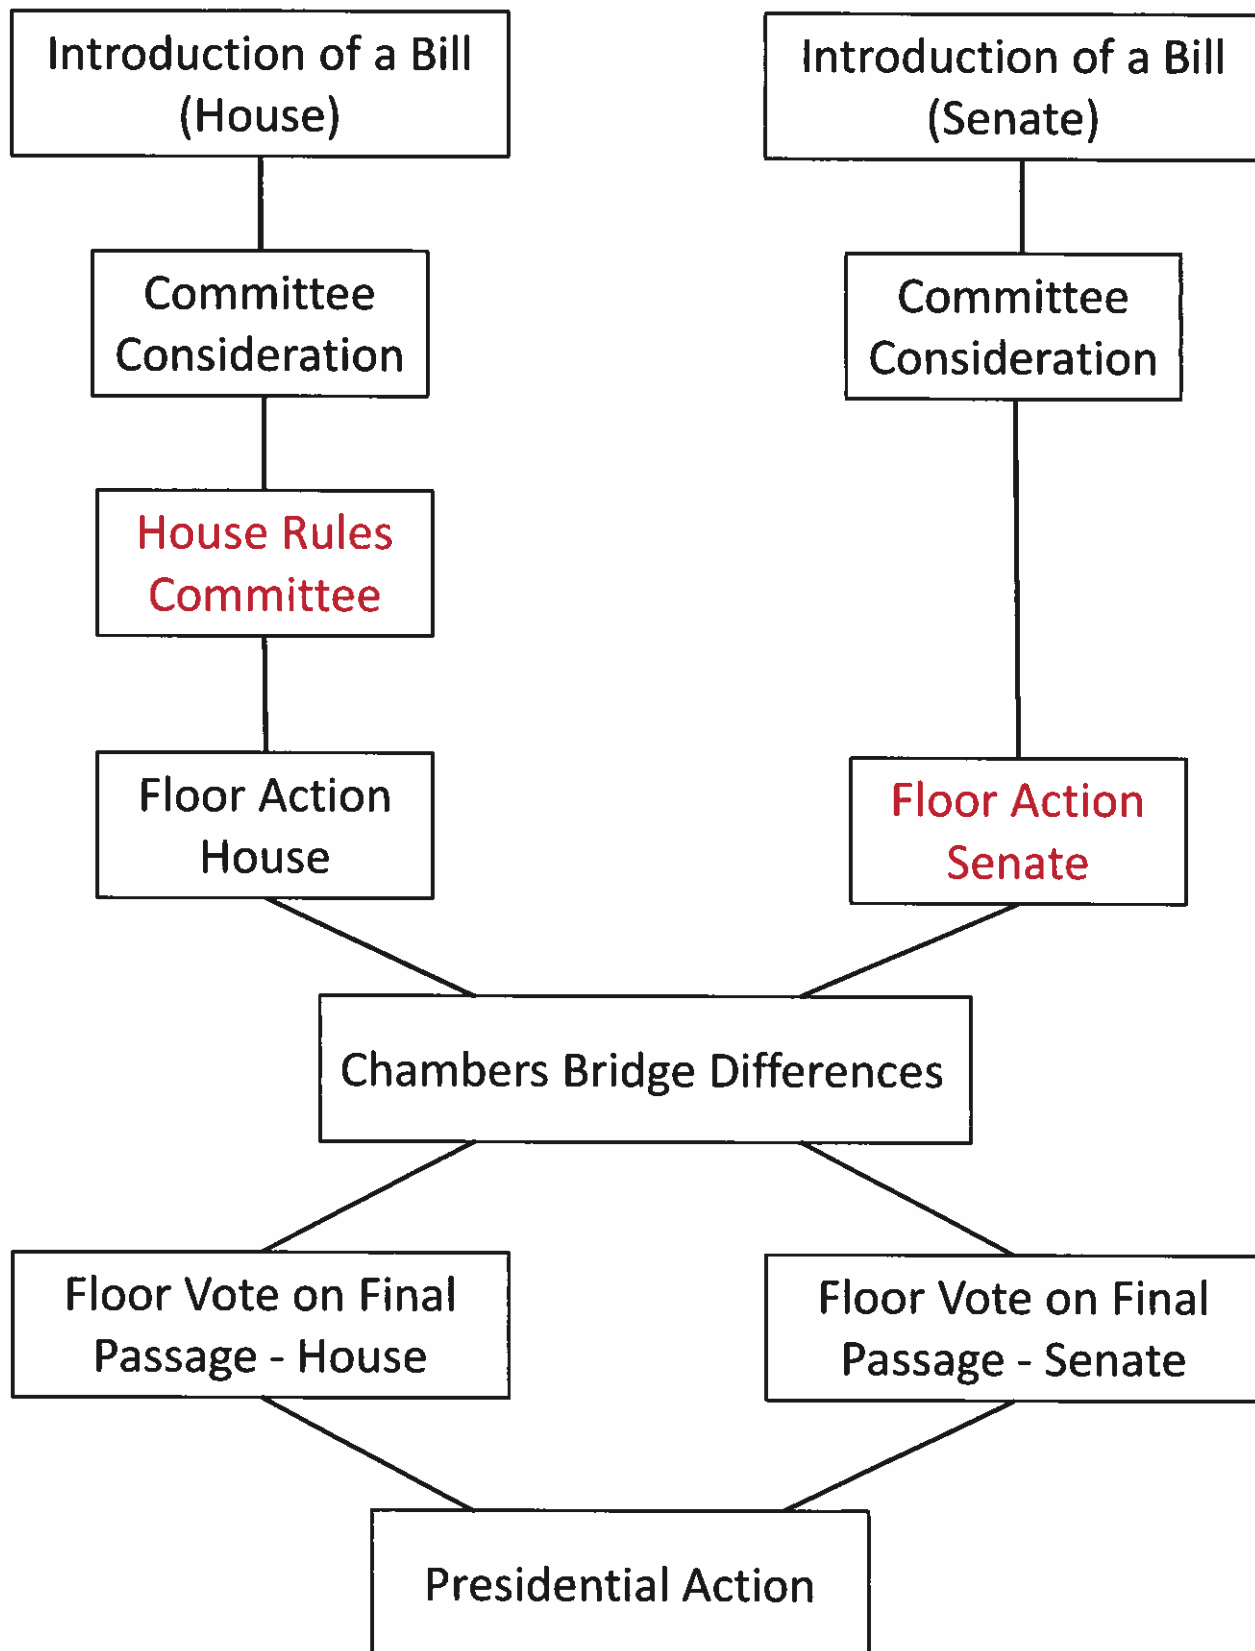 Introduction of a Bill
(House)
Introduction of a Bill
(Senate)
Committee
Consideration
Committee
Consideration
House Rules
Committee
Floor Action
House
Floor Action
Senate
Chambers Bridge Differences
Floor Vote on Final
Passage - House
Floor Vote on Final
Passage - Senate
Presidential Action